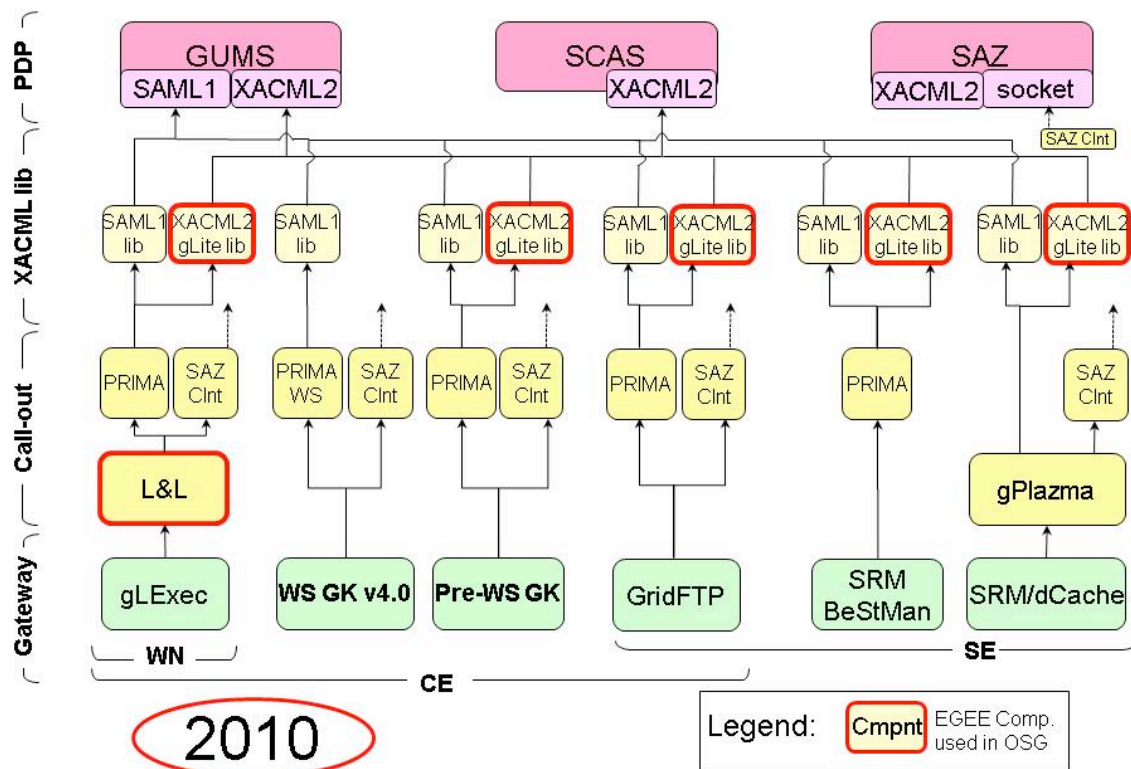 PDP
GUMS
SAML1
XACML2
SCAS
XACML2
SAZ
XACML2
socket
SAZ Clnt
XACML lib
SAML1
lib
XACML2
gLite lib
SAML1
lib
SAML1
lib
XACML2
gLite lib
SAML1
lib
XACML2
gLite lib
SAML1
lib
XACML2
gLite lib
SAML1
lib
XACML2
gLite lib
Call-out
PRIMA
SAZ
Clnt
PRIMA
WS
SAZ
Clnt
PRIMA
SAZ
Clnt
PRIMA
SAZ
Clnt
PRIMA
SAZ
Clnt
L&L
gPlazma
Gateway
gLExec
WS GK v4.0
Pre-WS GK
GridFTP
SRM
BeStMan
SRM/dCache
WN
SE
CE
2010
Legend:
Cmpnt
EGEE Comp.
used in OSG